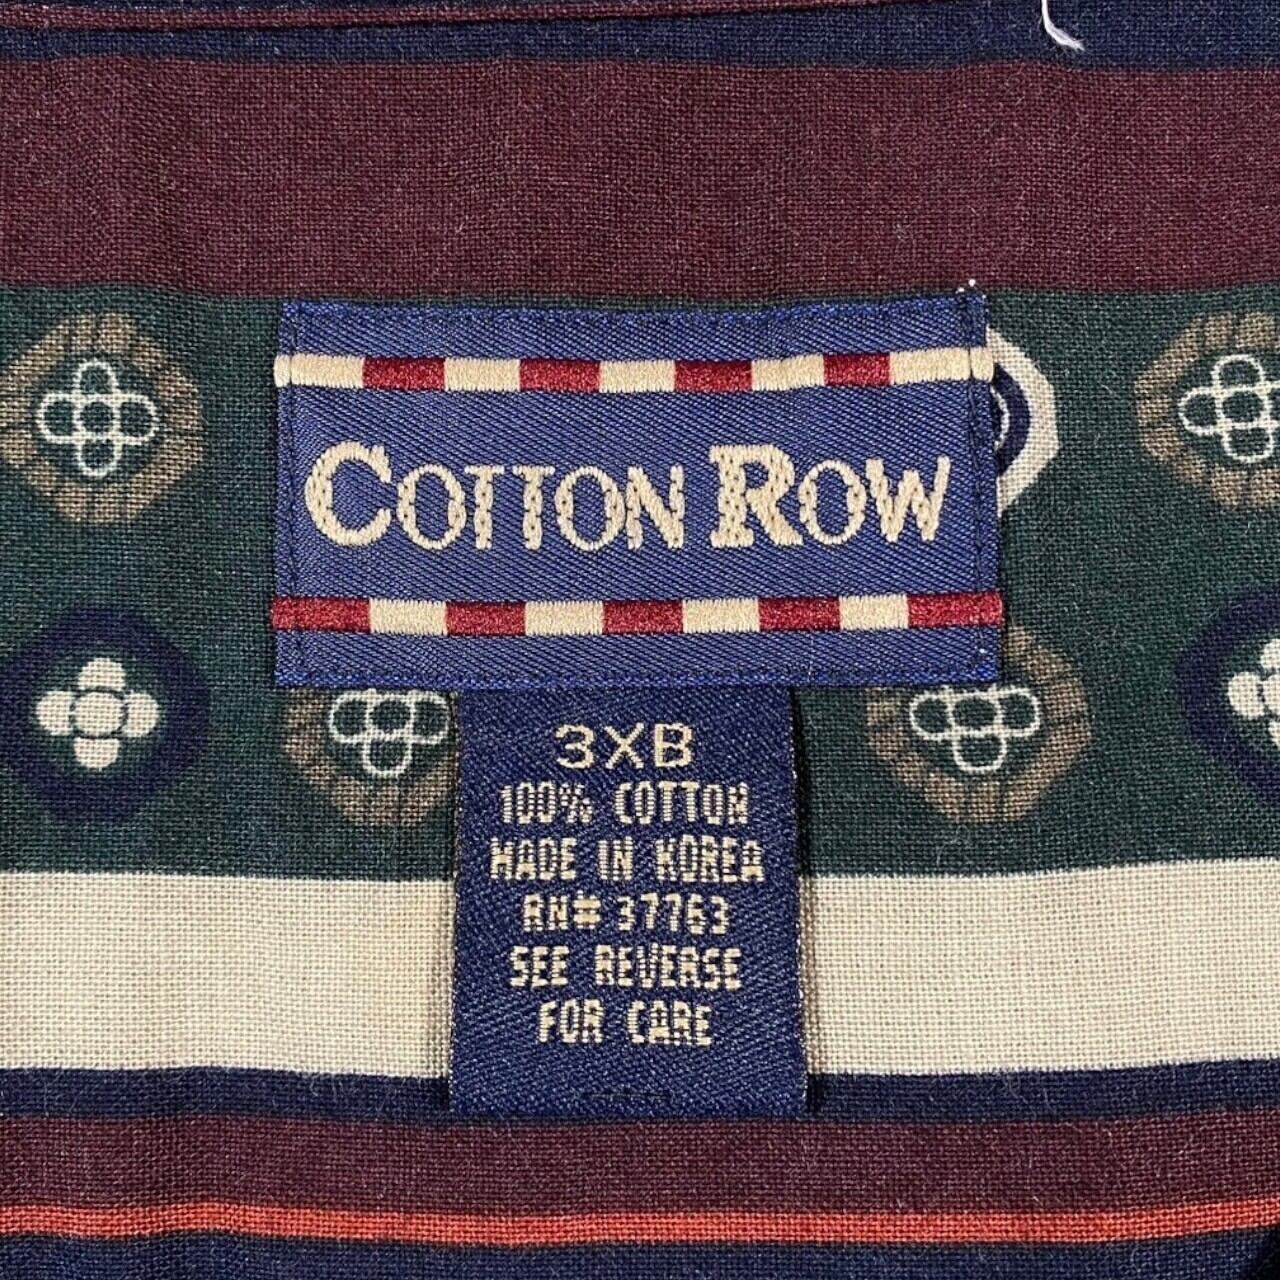 COTTON ROW
3XB
100% COTTON
MADE IN KOREA
RN# 37763
SEE REVERSE
FOR CARE